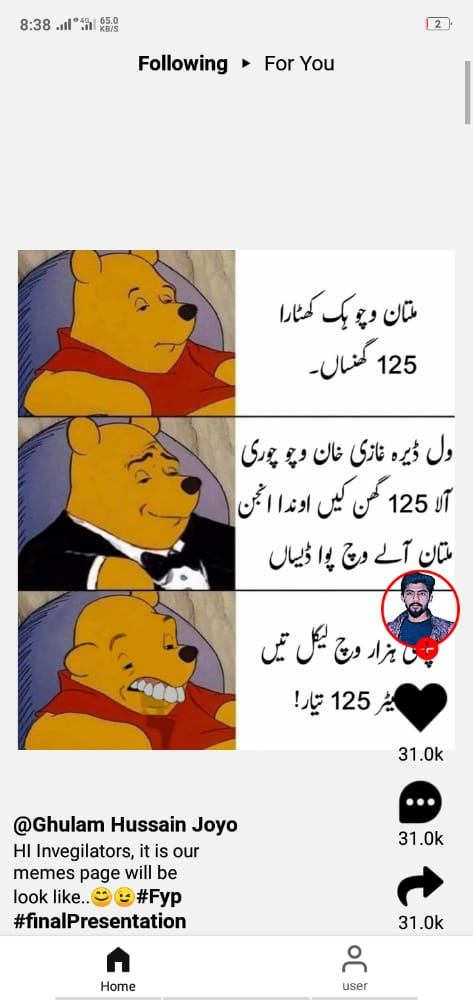 8:38
4G
65.0
KB/S
2
Following ▸ For You
ملتان وچو ہک کھٹارا
125 گھنساں۔
ول ڈیرہ غازی خان وچو چوری
آلا 125 گھن کیں اوندا انجن
ملتان آلے وچ پوا ڈیساں
ہزار وچ لیگل تیں
125 تیار!
31.0k
31.0k
31.0k
@Ghulam Hussain Joyo
HI Invegilators, it is our
memes page will be
look like..😊😉#Fyp
#finalPresentation
Home
user